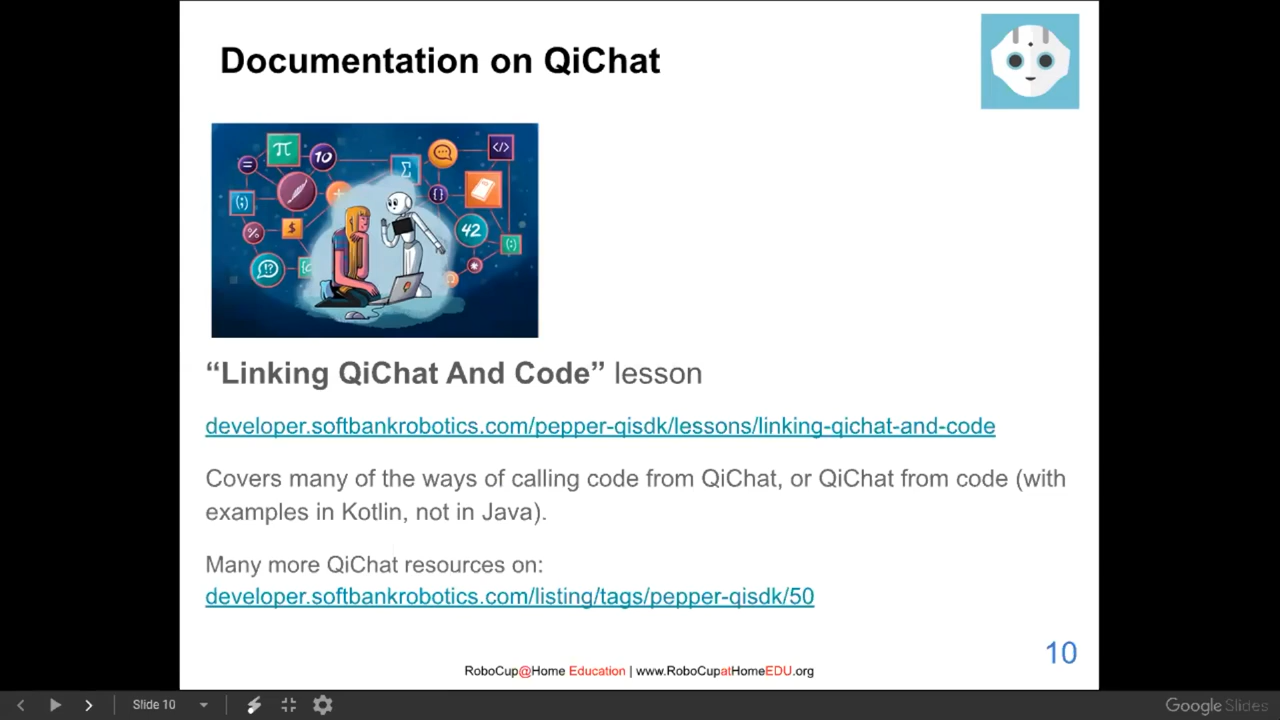 Documentation on QiChat
π
10
Σ
</>
=
{}
(;)
42
%
$
{;}
!?
“Linking QiChat And Code” lesson
developer.softbankrobotics.com/pepper-qisdk/lessons/linking-qichat-and-code
Covers many of the ways of calling code from QiChat, or QiChat from code (with
examples in Kotlin, not in Java).
Many more QiChat resources on:
developer.softbankrobotics.com/listing/tags/pepper-qisdk/50
10
RoboCup@Home Education | www.RoboCupatHomeEDU.org
Slide 10
Google Slides